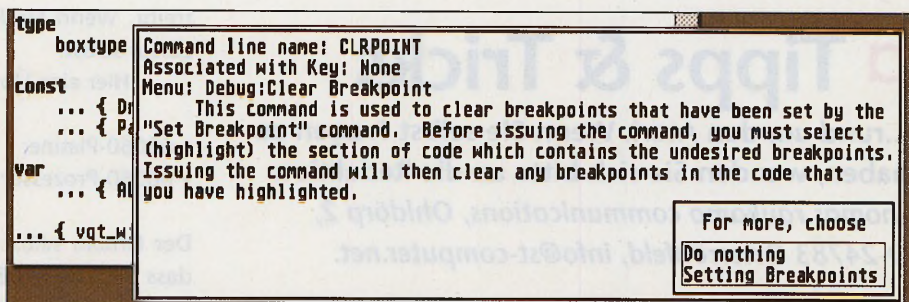 type
boxtype
const
... { D
... { Pa
var
... { AL
... { vqt_wi
Command line name: CLRPOINT
Associated with Key: None
Menu: Debug:Clear Breakpoint
This command is used to clear breakpoints that have been set by the
"Set Breakpoint" command. Before issuing the command, you must select
(highlight) the section of code which contains the undesired breakpoints.
Issuing the command will then clear any breakpoints in the code that
you have highlighted.
For more, choose
Do nothing
Setting Breakpoints
Tipps & Tricks
communications, Ohldörp 2,
info@st-computer.net.